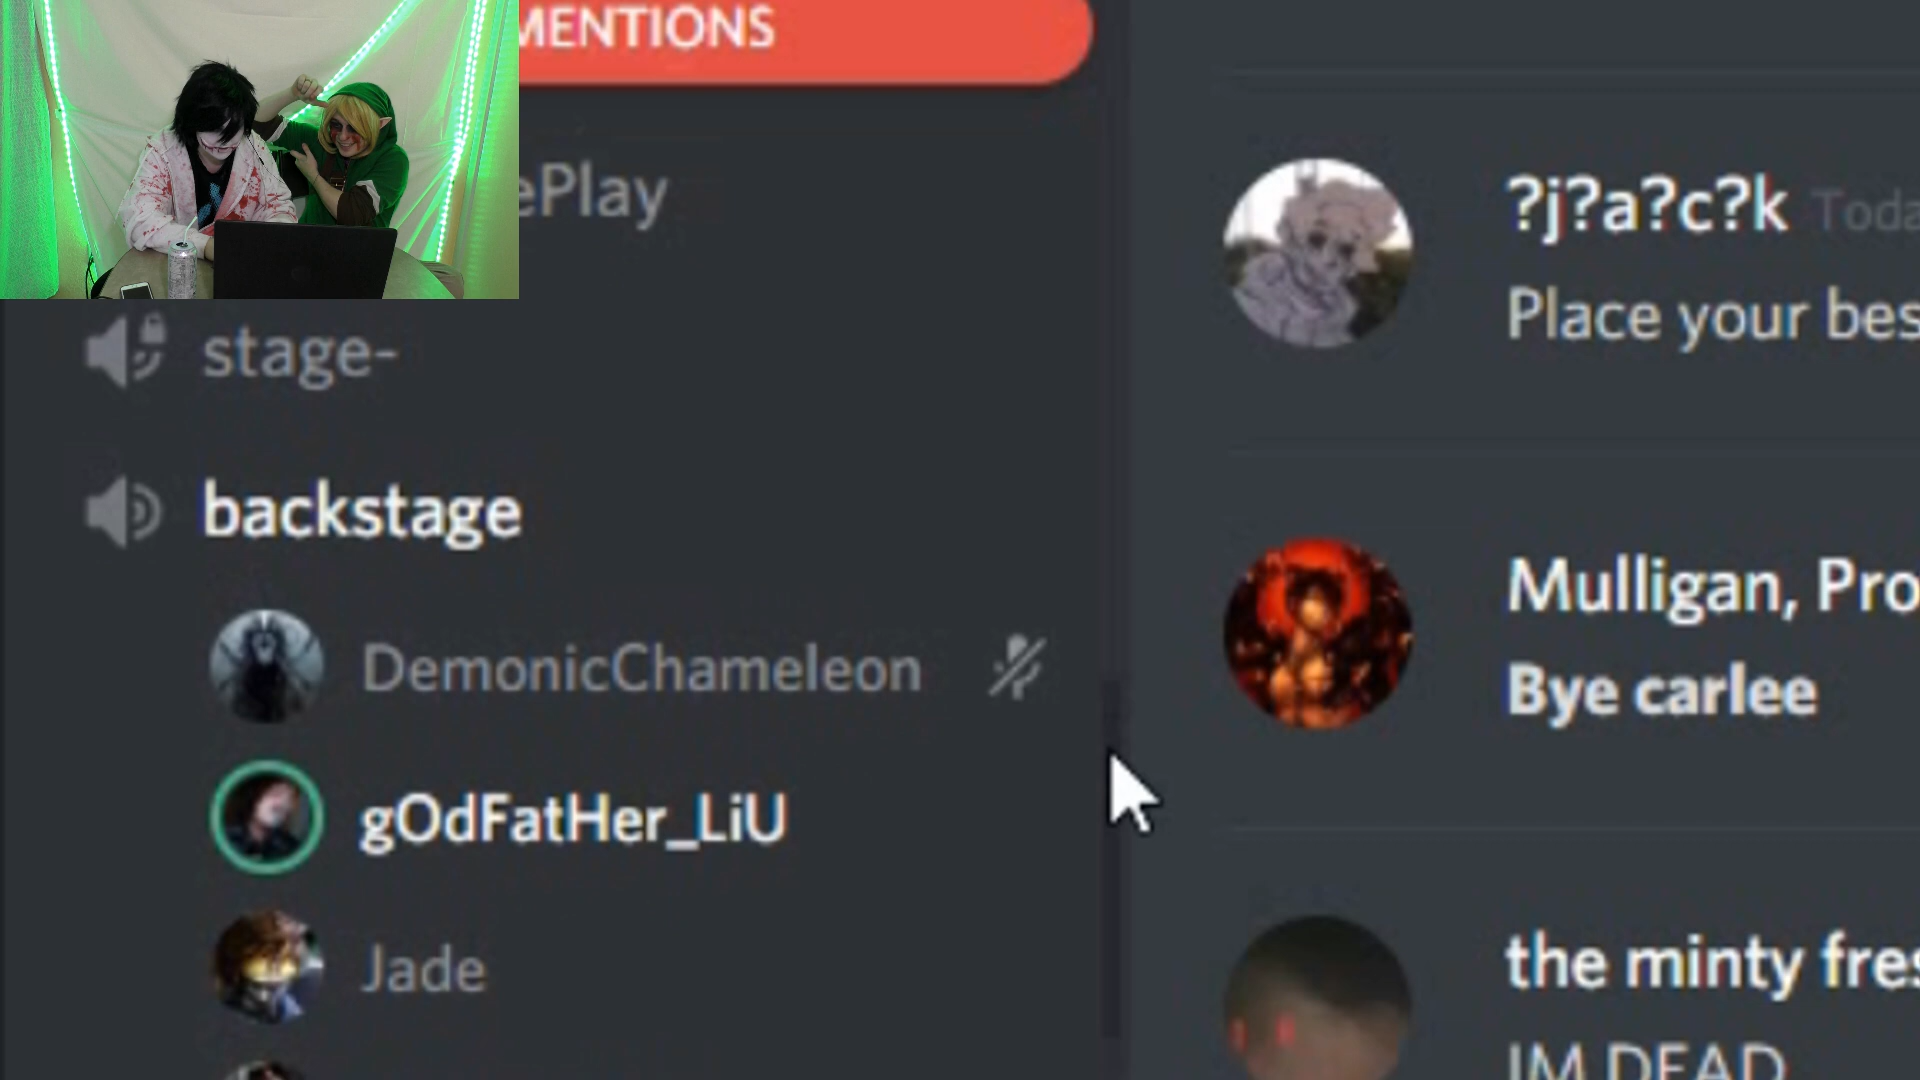 MENTIONS
ePlay
stage-
backstage
DemonicChameleon
gOdFatHer_LiU
Jade
?j?a?c?k Toda
Place your bes
Mulligan, Pro
Bye carlee
the minty fres
IM DEAD